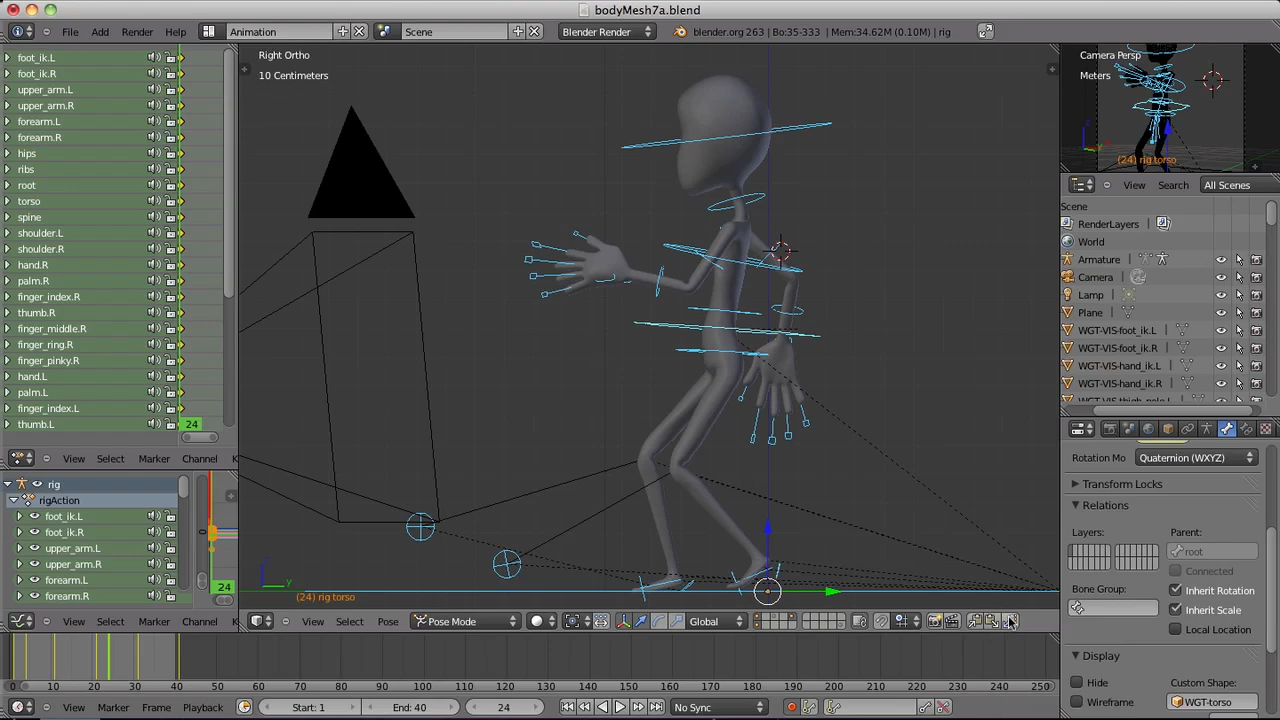 bodyMesh7a.blend
File Add Render Help Animation Scene Blender Render blender.org 263 | Bo:35-333 | Mem:34.62M (0.10M) | rig
foot_ik.L
foot_ik.R
upper_arm.L
upper_arm.R
forearm.L
forearm.R
hips
ribs
root
torso
spine
shoulder.L
shoulder.R
hand.R
palm.R
finger_index.R
thumb.R
finger_middle.R
finger_ring.R
finger_pinky.R
hand.L
palm.L
finger_index.L
thumb.L
24
View Select Marker Channel K
rig
rigAction
foot_ik.L
foot_ik.R
upper_arm.L
upper_arm.R
forearm.L
forearm.R
24
View Select Marker Channel K
Right Ortho
10 Centimeters
z
y
(24) rig torso
View Select Pose Pose Mode Global
Camera Persp
Meters
(24) rig torso
View Search All Scenes
Scene
RenderLayers
World
Armature
Camera
Lamp
Plane
WGT-VIS-foot_ik.L
WGT-VIS-foot_ik.R
WGT-VIS-hand_ik.L
WGT-VIS-hand_ik.R
WGT-VIS-thigh_pole.L
Rotation Mo Quaternion (WXYZ)
Transform Locks
Relations
Layers: Parent:
root
Connected
Bone Group: Inherit Rotation
Inherit Scale
Local Location
Display
Hide Custom Shape:
Wireframe WGT-torso
0 10 20 30 40 50 60 70 80 90 100 110 120 130 140 150 160 170 180 190 200 210 220 230 240 250
View Marker Frame Playback Start: 1 End: 40 24 No Sync